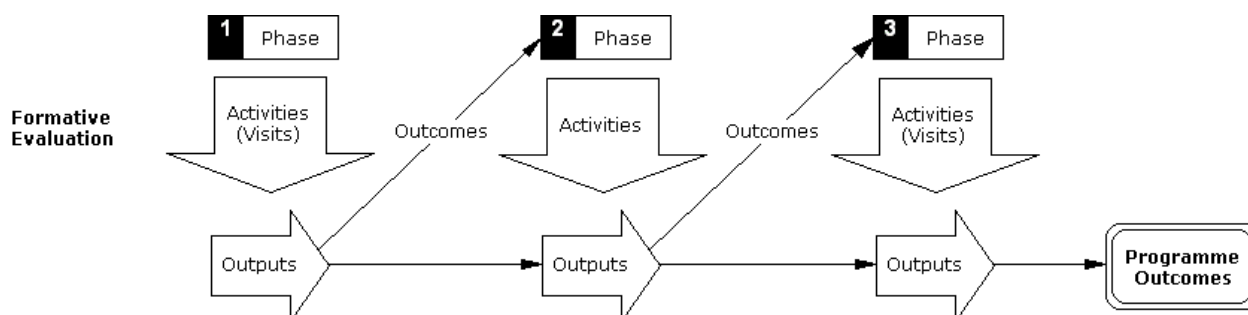 1 Phase
2 Phase
3 Phase
Formative
Evaluation
Activities
(Visits)
Outcomes
Activities
Outcomes
Activities
(Visits)
Outputs
Outputs
Outputs
Programme
Outcomes